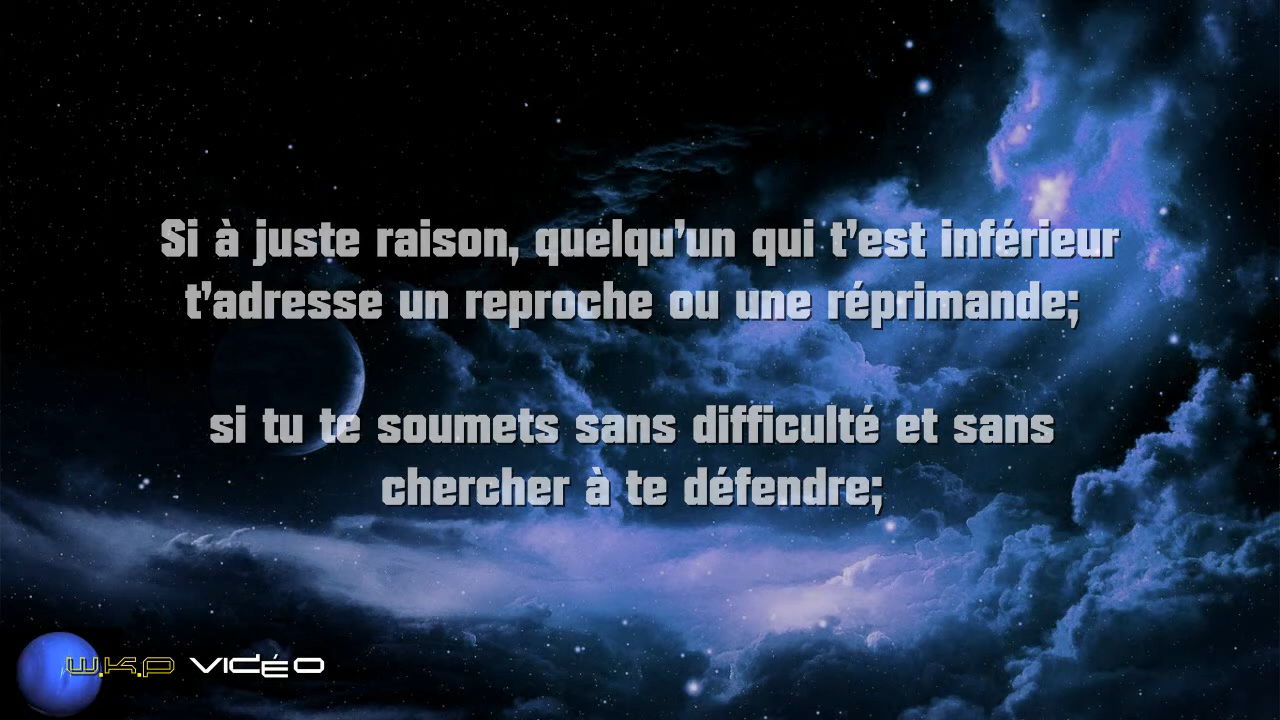 Si à juste raison, quelqu'un qui t'est inférieur
t'adresse un reproche ou une réprimande;
si tu te soumets sans difficulté et sans
chercher à te défendre;
W.K.P VIDÉO